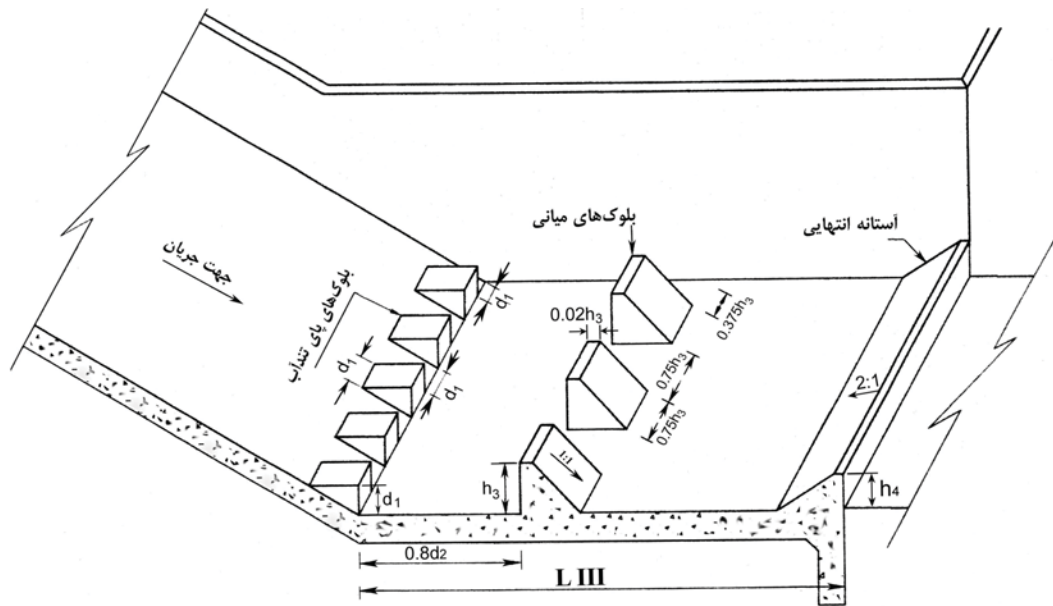 بلوک‌های میانی
آستانه انتهایی
جهت جریان
بلوک‌های پای تنداب
d1
d1
d1
d1
0.02h3
0.375h3
0.75h3
0.75h3
2:1
1:1
h3
h4
0.8d2
L III